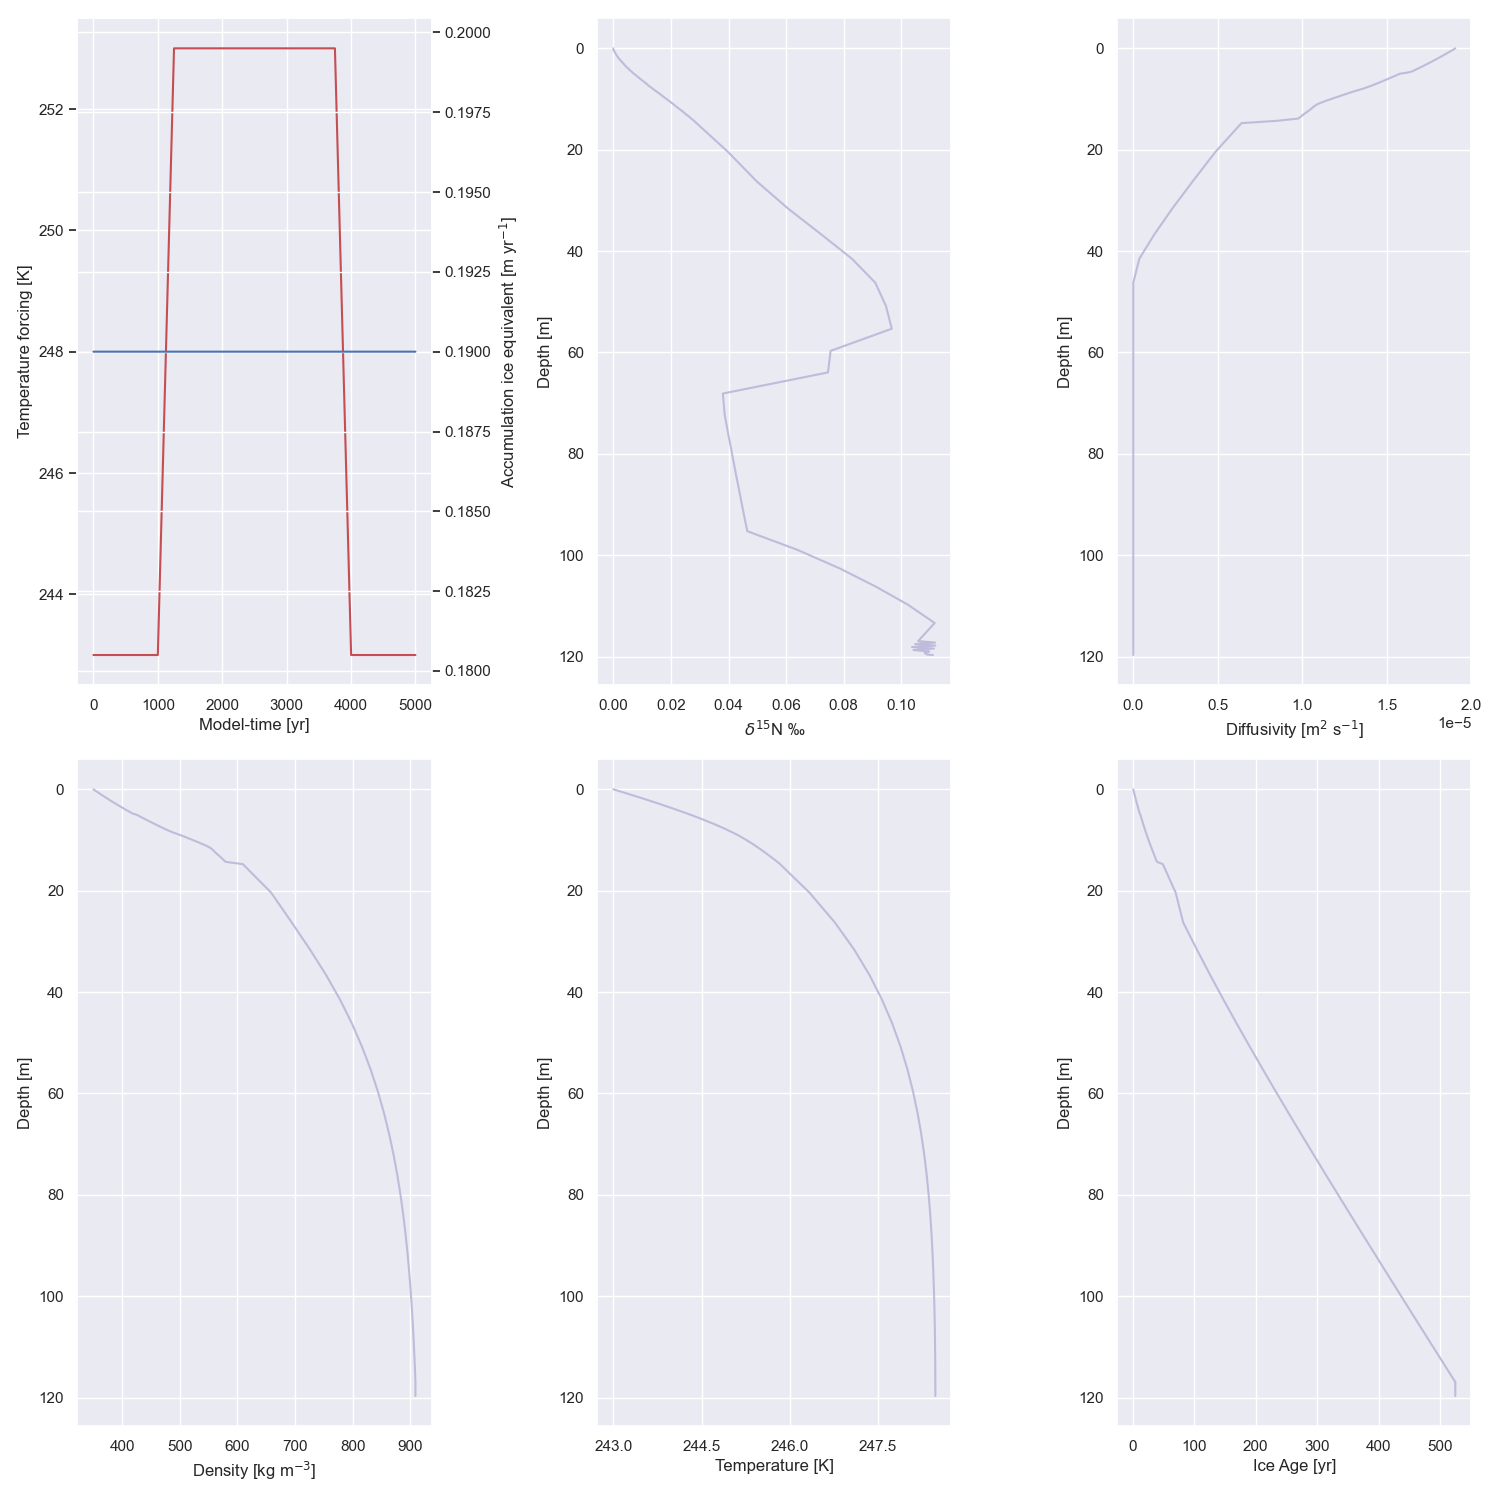 Temperature forcing [K]
252
250
248
246
244
0 1000 2000 3000 4000 5000
Model-time [yr]
0.2000
0.1975
0.1950
0.1925
0.1900
0.1875
0.1850
0.1825
0.1800
Accumulation ice equivalent [m yr⁻¹]
Depth [m]
0
20
40
60
80
100
120
0.00 0.02 0.04 0.06 0.08 0.10
δ¹⁵N ‰
Depth [m]
0
20
40
60
80
100
120
0.0 0.5 1.0 1.5 2.0
1e−5
Diffusivity [m² s⁻¹]
Depth [m]
0
20
40
60
80
100
120
400 500 600 700 800 900
Density [kg m⁻³]
Depth [m]
0
20
40
60
80
100
120
243.0 244.5 246.0 247.5
Temperature [K]
Depth [m]
0
20
40
60
80
100
120
0 100 200 300 400 500
Ice Age [yr]